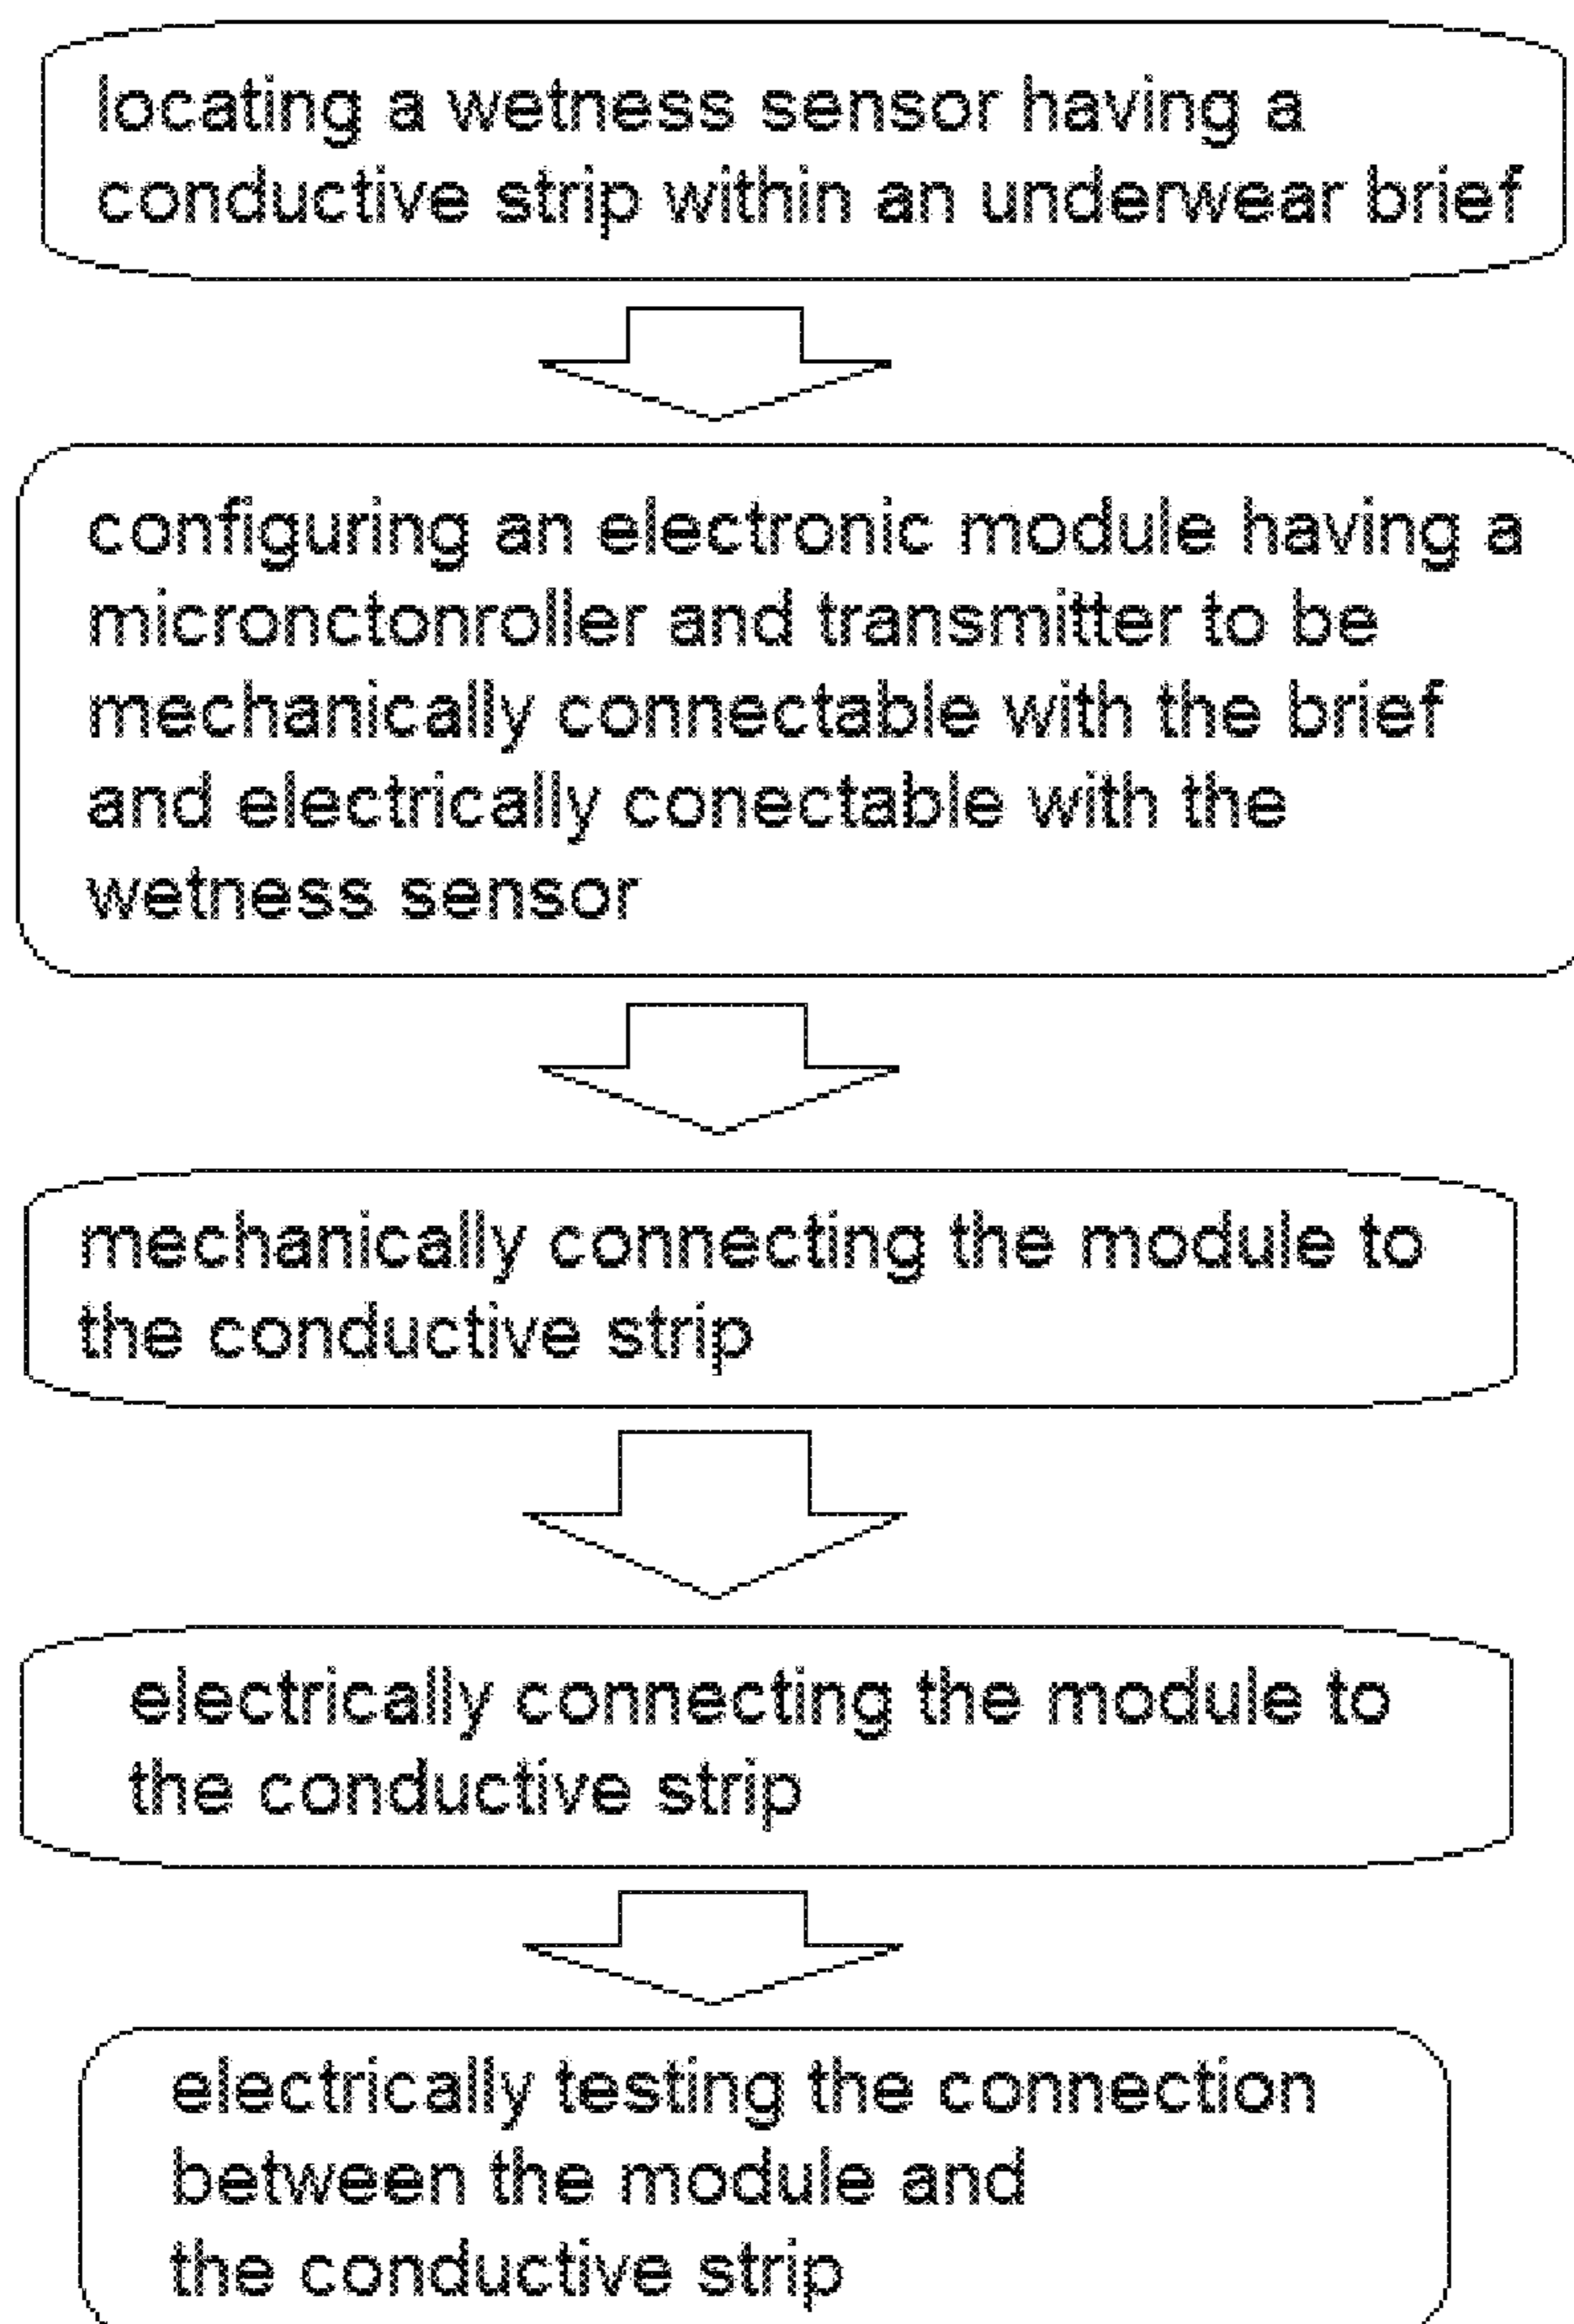 locating a wetness sensor having a
conductive strip within an underwear brief
configuring an electronic module having a
micronctonroller and transmitter to be
mechanically connectable with the brief
and electrically conectable with the
wetness sensor
mechanically connecting the module to
the conductive strip
electrically connecting the module to
the conductive strip
electrically testing the connection
between the module and
the conductive strip